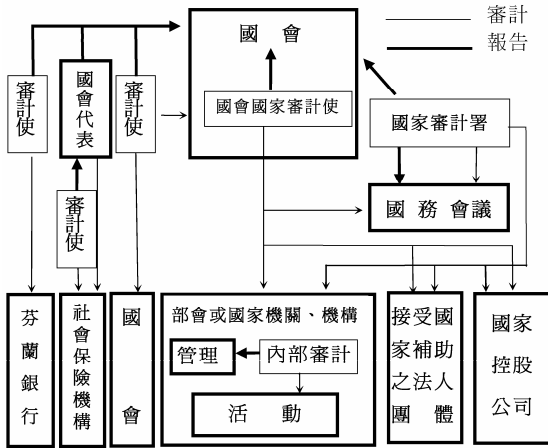 審計
報告
國 會
國會國家審計使
審計使
國會代表
審計使
審計使
國家審計署
國 務 會 議
芬蘭銀行
社會保險機構
國 會
部會或國家機關、機構
管理
內部審計
活 動
接受國
家補助
之法人
團 體
國 家
控 股
公 司